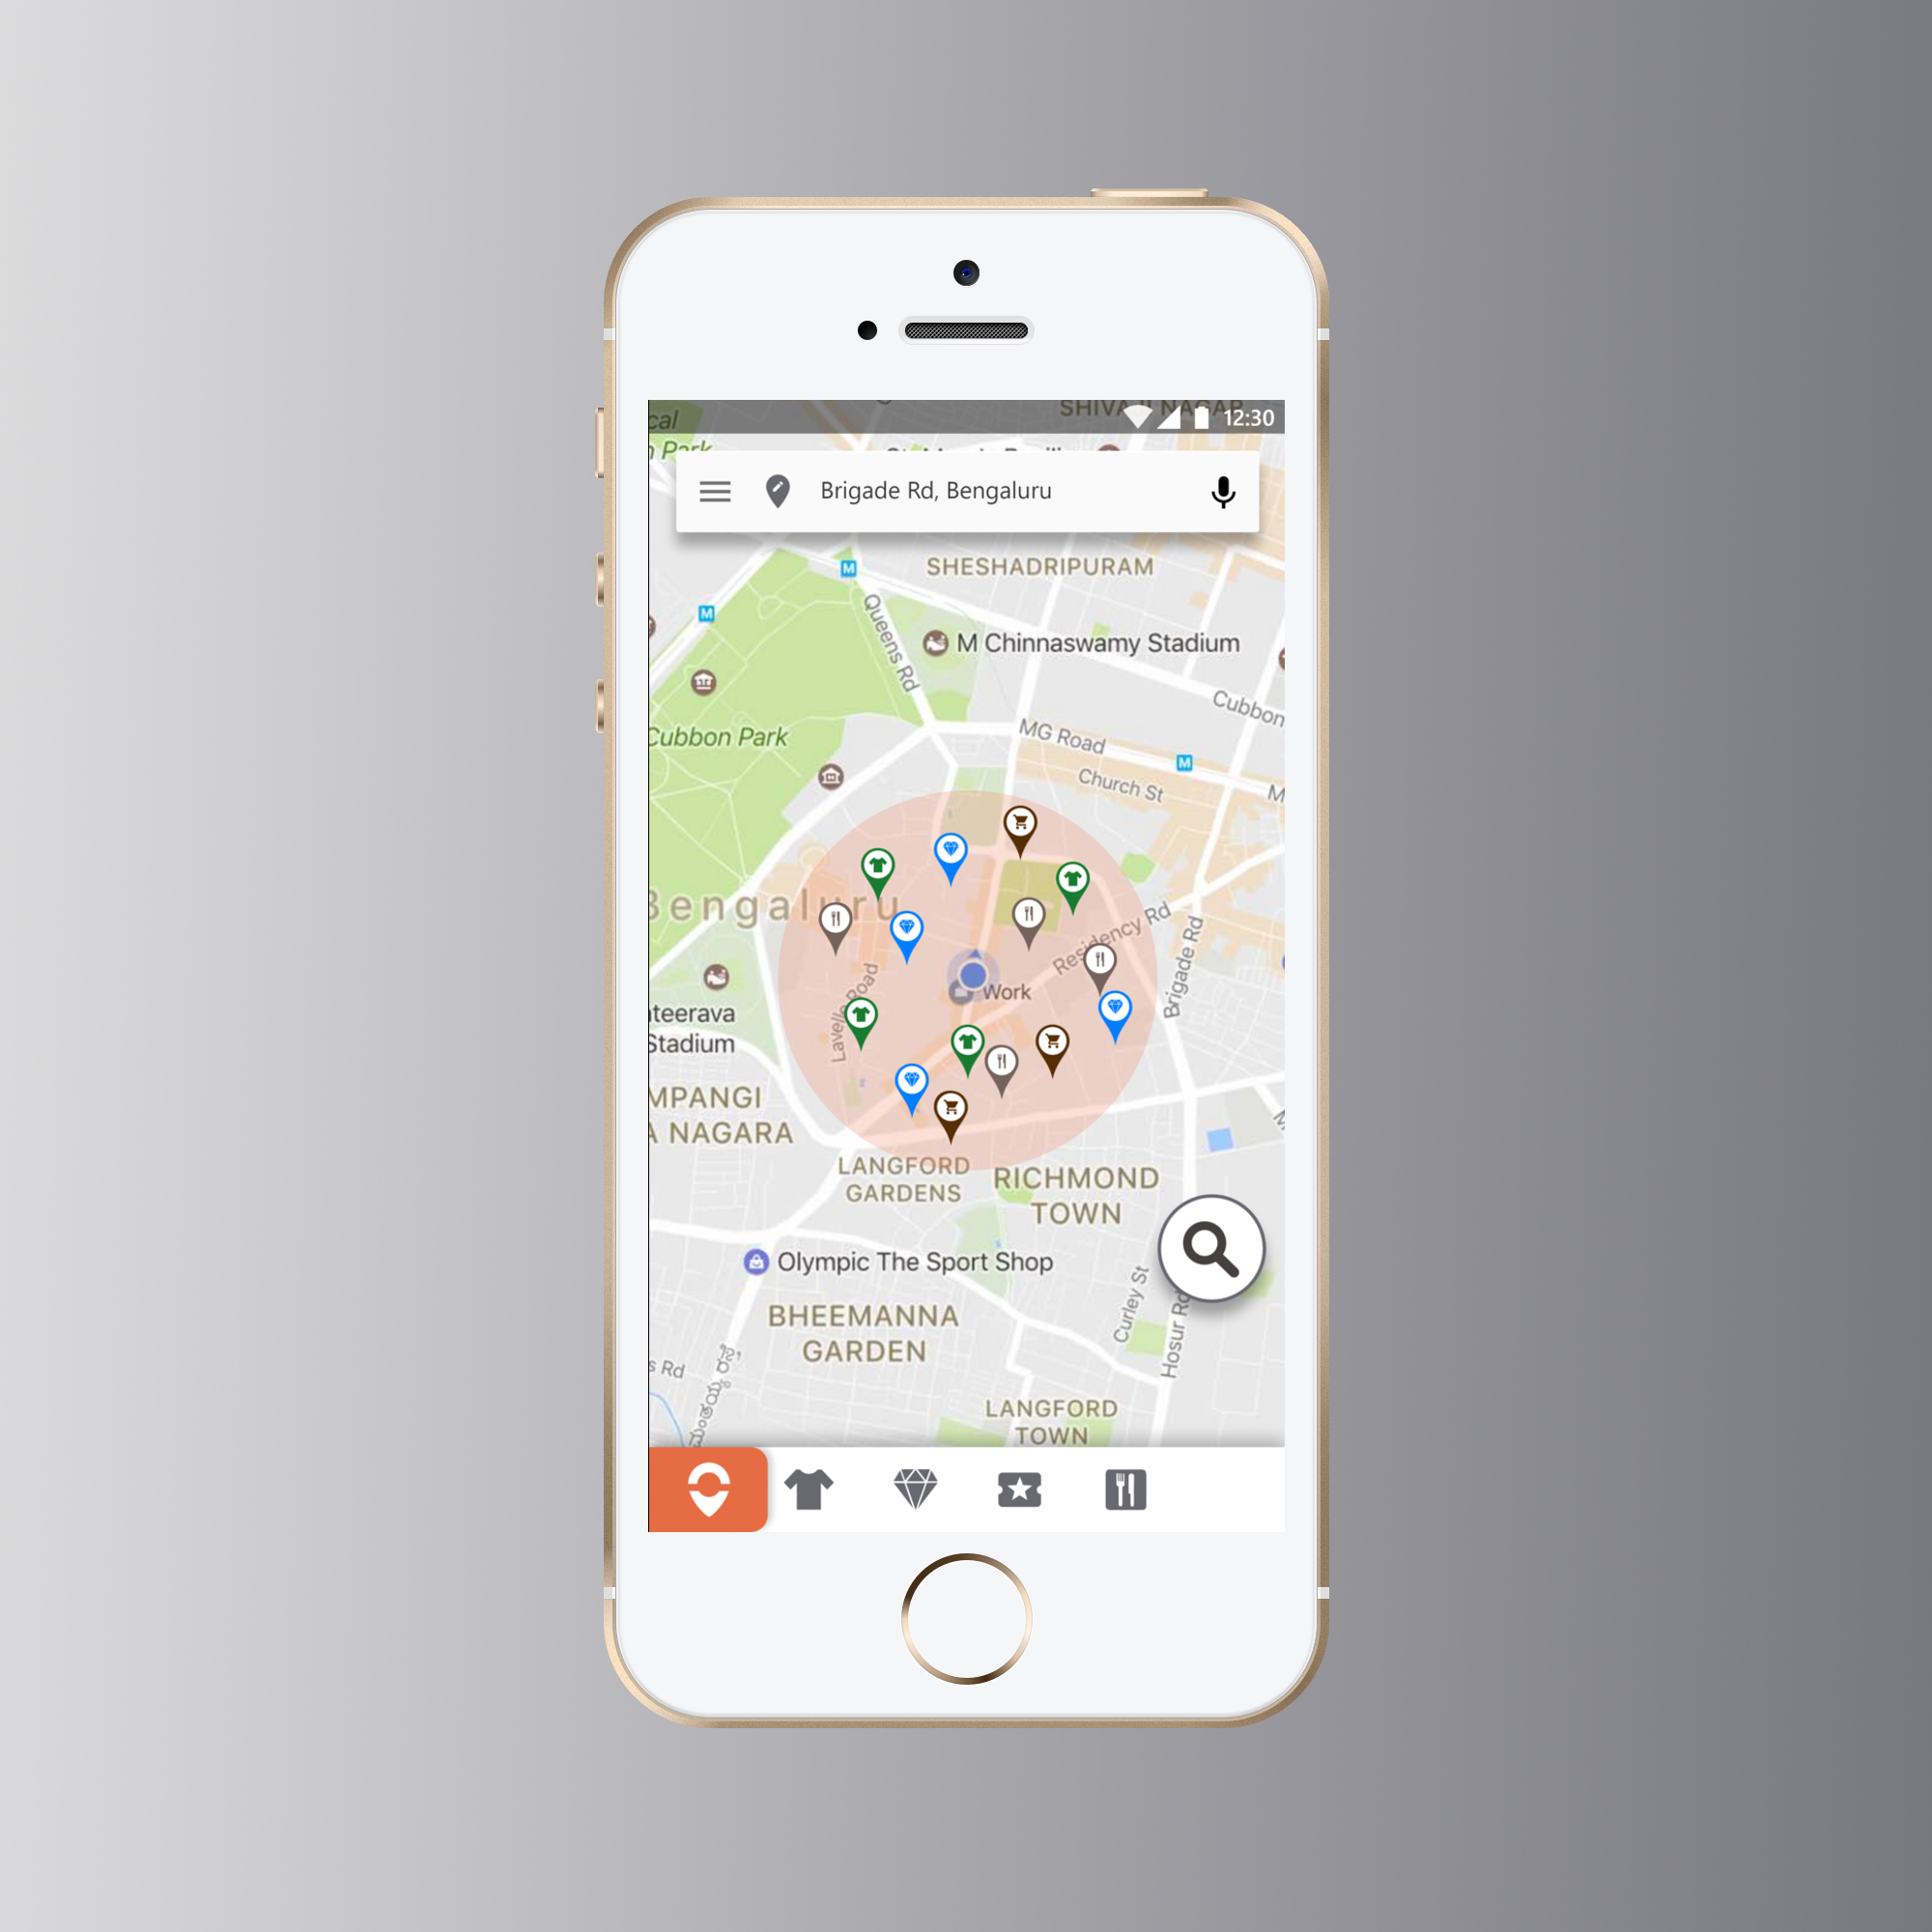 SHIVAJI NAGAR
12:30
cal
n Park
Brigade Rd, Bengaluru
SHESHADRIPURAM
M
M
Queens Rd
M Chinnaswamy Stadium
Cubbon
Cubbon Park
MG Road
M
Church St
M
Bengaluru
Residency Rd
Brigade Rd
Lavelle Road
Work
ateerava
Stadium
MPANGI
A NAGARA
LANGFORD
GARDENS
RICHMOND
TOWN
Olympic The Sport Shop
Curley St
Hosur Rd
BHEEMANNA
GARDEN
s Rd
LANGFORD
TOWN